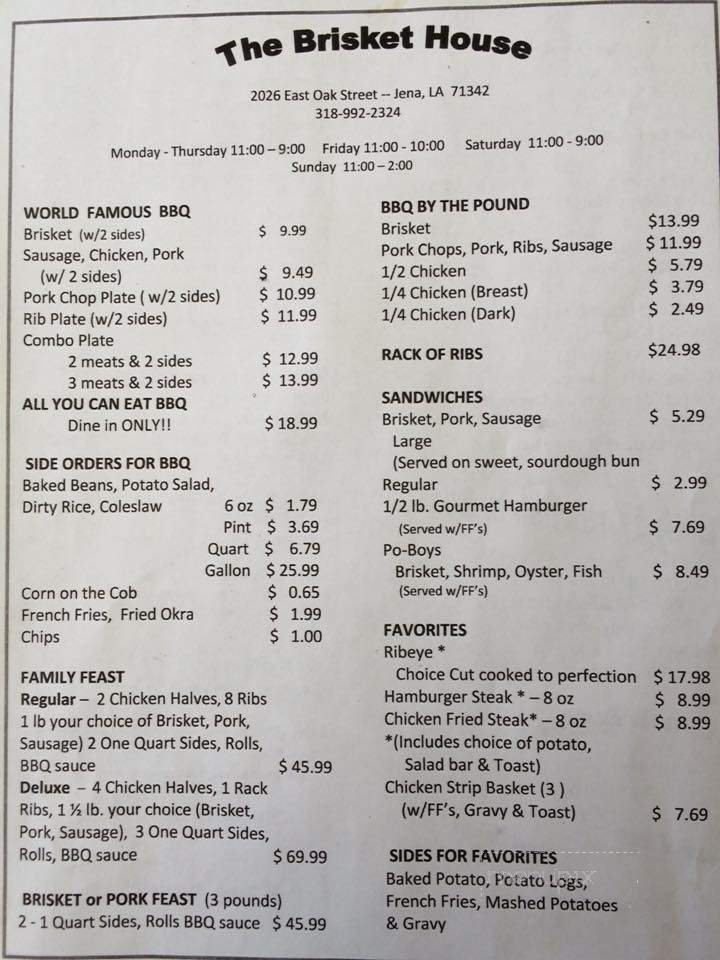 The Brisket House
2026 East Oak Street -- Jena, LA 71342
318-992-2324
Monday - Thursday 11:00 – 9:00 Friday 11:00 - 10:00 Saturday 11:00 - 9:00
Sunday 11:00 – 2:00
WORLD FAMOUS BBQ
Brisket (w/2 sides) $ 9.99
Sausage, Chicken, Pork
(w/ 2 sides) $ 9.49
Pork Chop Plate ( w/2 sides) $ 10.99
Rib Plate (w/2 sides) $ 11.99
Combo Plate
2 meats & 2 sides $ 12.99
3 meats & 2 sides $ 13.99
ALL YOU CAN EAT BBQ
Dine in ONLY!! $ 18.99
SIDE ORDERS FOR BBQ
Baked Beans, Potato Salad,
Dirty Rice, Coleslaw 6 oz $ 1.79
Pint $ 3.69
Quart $ 6.79
Gallon $ 25.99
Corn on the Cob $ 0.65
French Fries, Fried Okra $ 1.99
Chips $ 1.00
FAMILY FEAST
Regular – 2 Chicken Halves, 8 Ribs
1 lb your choice of Brisket, Pork,
Sausage) 2 One Quart Sides, Rolls,
BBQ sauce $ 45.99
Deluxe – 4 Chicken Halves, 1 Rack
Ribs, 1 ½ lb. your choice (Brisket,
Pork, Sausage), 3 One Quart Sides,
Rolls, BBQ sauce $ 69.99
BRISKET or PORK FEAST (3 pounds)
2 - 1 Quart Sides, Rolls BBQ sauce $ 45.99
BBQ BY THE POUND
Brisket $13.99
Pork Chops, Pork, Ribs, Sausage $ 11.99
1/2 Chicken $ 5.79
1/4 Chicken (Breast) $ 3.79
1/4 Chicken (Dark) $ 2.49
RACK OF RIBS $24.98
SANDWICHES
Brisket, Pork, Sausage $ 5.29
Large
(Served on sweet, sourdough bun
Regular $ 2.99
1/2 lb. Gourmet Hamburger
(Served w/FF's) $ 7.69
Po-Boys
Brisket, Shrimp, Oyster, Fish $ 8.49
(Served w/FF's)
FAVORITES
Ribeye *
Choice Cut cooked to perfection $ 17.98
Hamburger Steak * – 8 oz $ 8.99
Chicken Fried Steak* – 8 oz $ 8.99
*(Includes choice of potato,
Salad bar & Toast)
Chicken Strip Basket (3 )
(w/FF's, Gravy & Toast) $ 7.69
SIDES FOR FAVORITES
Baked Potato, Potato Logs,
French Fries, Mashed Potatoes
& Gravy